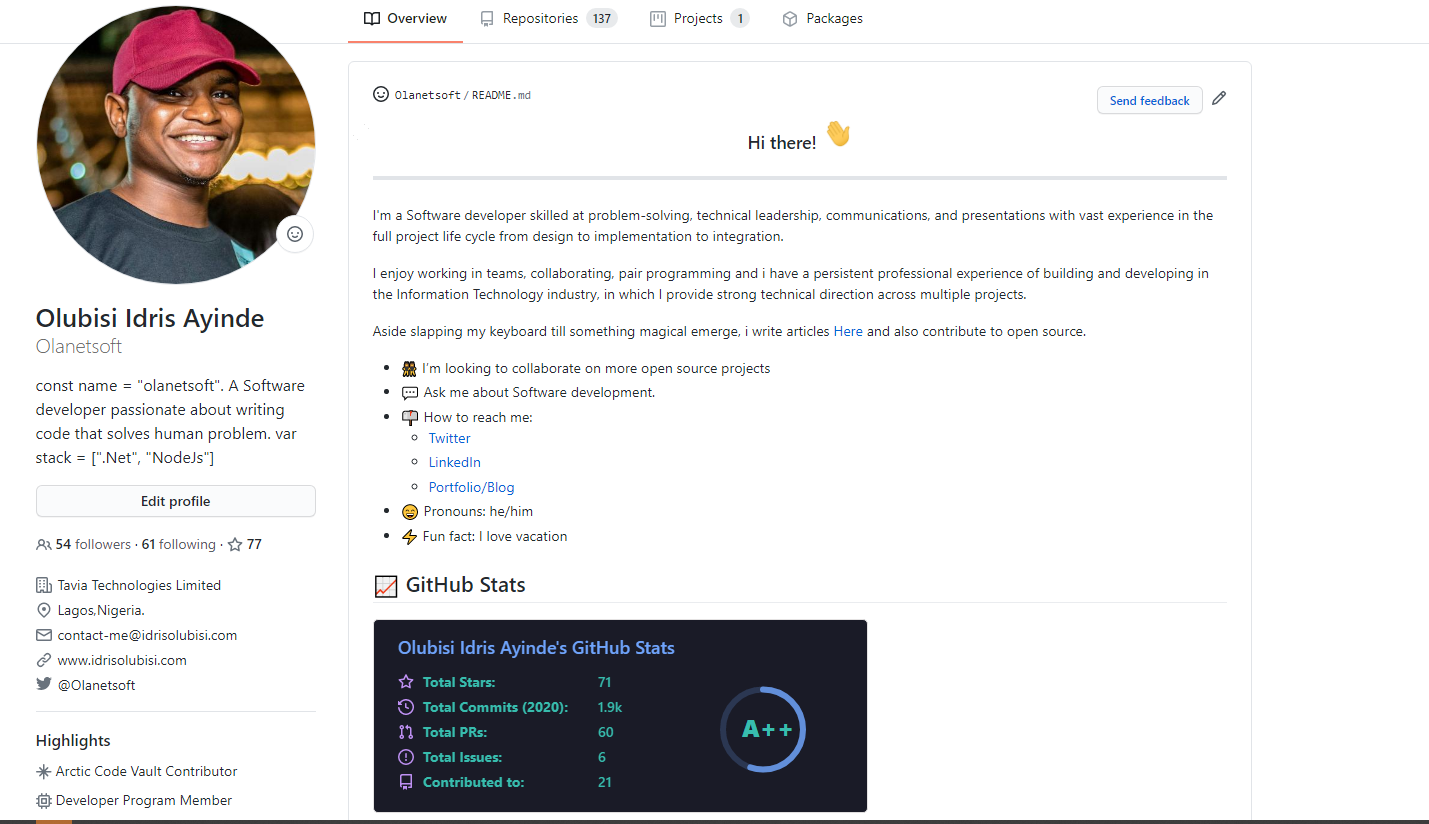 Overview Repositories 137 Projects 1 Packages
Olanetsoft / README.md
Send feedback
Hi there! 👋
I'm a Software developer skilled at problem-solving, technical leadership, communications, and presentations with vast experience in the
full project life cycle from design to implementation to integration.
I enjoy working in teams, collaborating, pair programming and i have a persistent professional experience of building and developing in
the Information Technology industry, in which I provide strong technical direction across multiple projects.
Aside slapping my keyboard till something magical emerge, i write articles Here and also contribute to open source.
I'm looking to collaborate on more open source projects
Ask me about Software development.
How to reach me:
Twitter
LinkedIn
Portfolio/Blog
Pronouns: he/him
Fun fact: I love vacation
GitHub Stats
Olubisi Idris Ayinde's GitHub Stats
Total Stars: 71
Total Commits (2020): 1.9k
Total PRs: 60
Total Issues: 6
Contributed to: 21
A++
Olubisi Idris Ayinde
Olanetsoft
const name = "olanetsoft". A Software
developer passionate about writing
code that solves human problem. var
stack = [".Net", "NodeJs"]
Edit profile
54 followers · 61 following · 77
Tavia Technologies Limited
Lagos,Nigeria.
contact-me@idrisolubisi.com
www.idrisolubisi.com
@Olanetsoft
Highlights
Arctic Code Vault Contributor
Developer Program Member